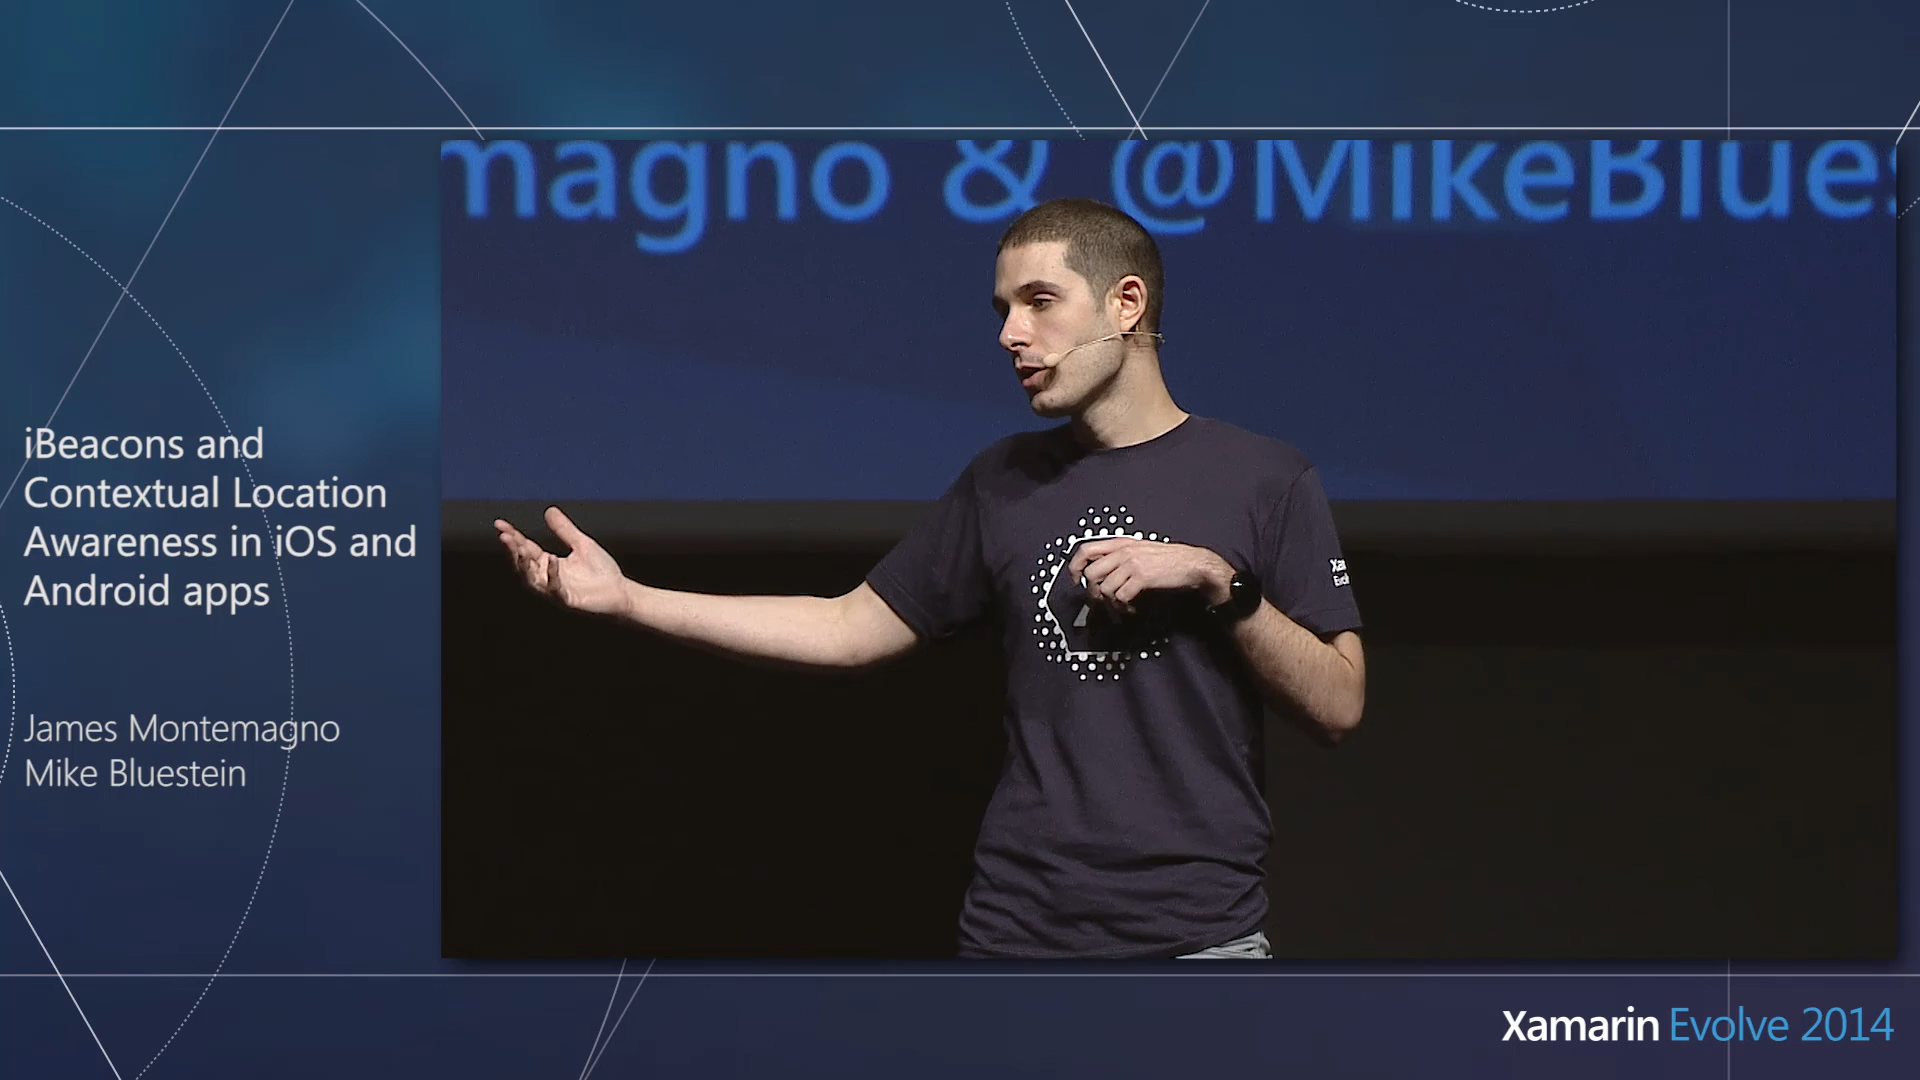 magno & @MikeBlues
iBeacons and
Contextual Location
Awareness in iOS and
Android apps
James Montemagno
Mike Bluestein
Xamarin Evolve 2014